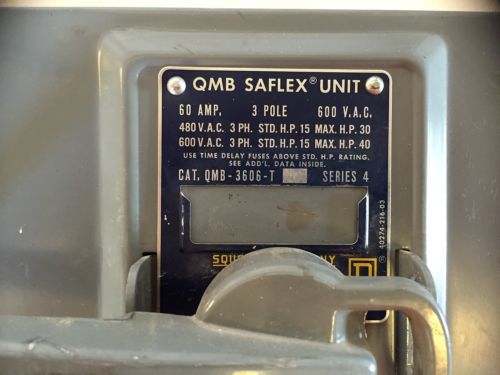 QMB SAFLEX® UNIT
60 AMP. 3 POLE 600 V.A.C.
480 V.A.C. 3 PH. STD. H.P. 15 MAX. H.P. 30
600 V.A.C. 3 PH. STD. H.P. 15 MAX. H.P. 40
USE TIME DELAY FUSES ABOVE STD. H.P. RATING.
SEE ADD'L. DATA INSIDE.
CAT. QMB-3606-T SERIES 4
40274-216-03
D ®